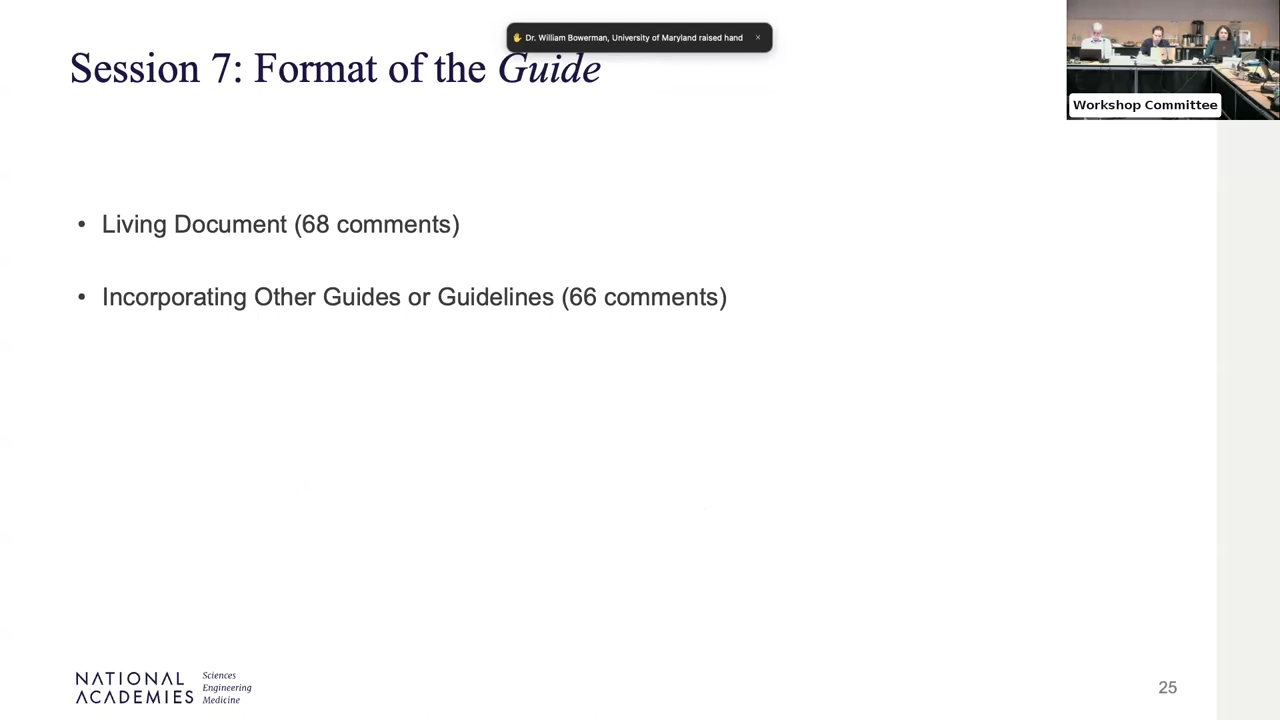 ✋ Dr. William Bowerman, University of Maryland raised hand ×
Session 7: Format of the Guide
Workshop Committee
• Living Document (68 comments)
• Incorporating Other Guides or Guidelines (66 comments)
NATIONAL ACADEMIES
Sciences
Engineering
Medicine
25